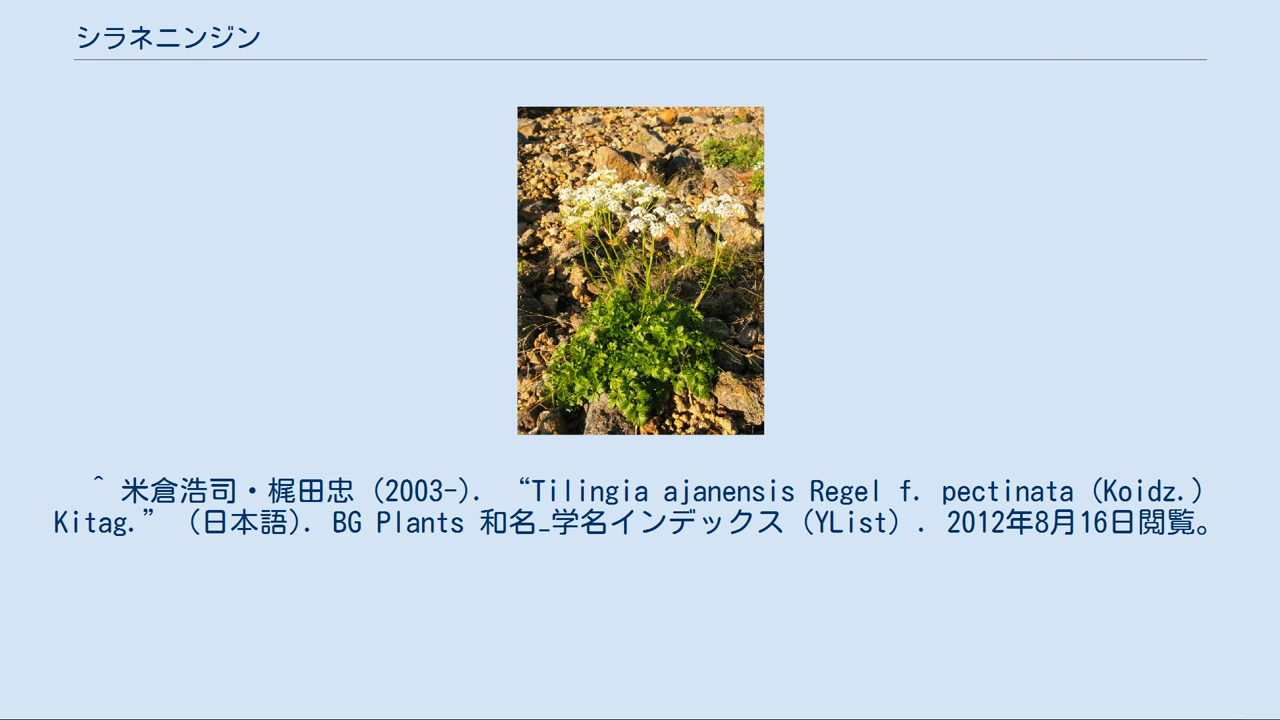 シラネニンジン
^ 米倉浩司・梶田忠 (2003-). “Tilingia ajanensis Regel f. pectinata (Koidz.)
Kitag.” (日本語). BG Plants 和名−学名インデックス (YList) . 2012年8月16日閲覧。